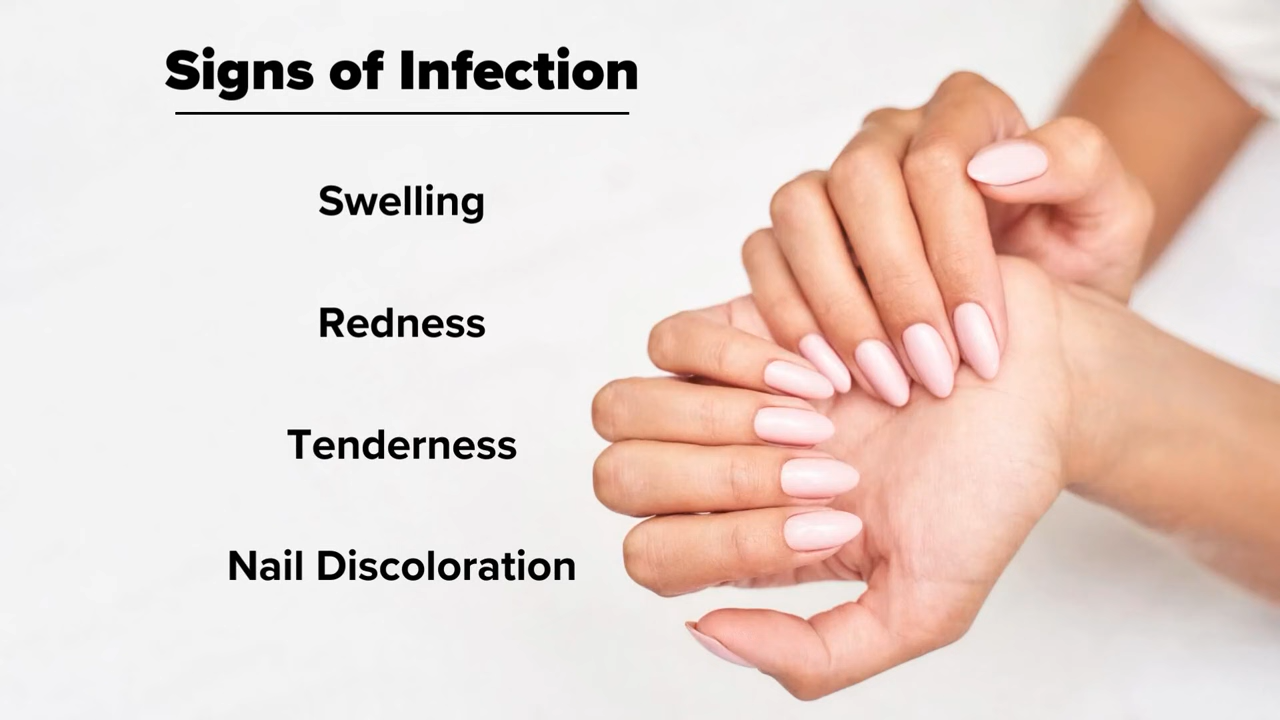 Signs of Infection
Swelling
Redness
Tenderness
Nail Discoloration